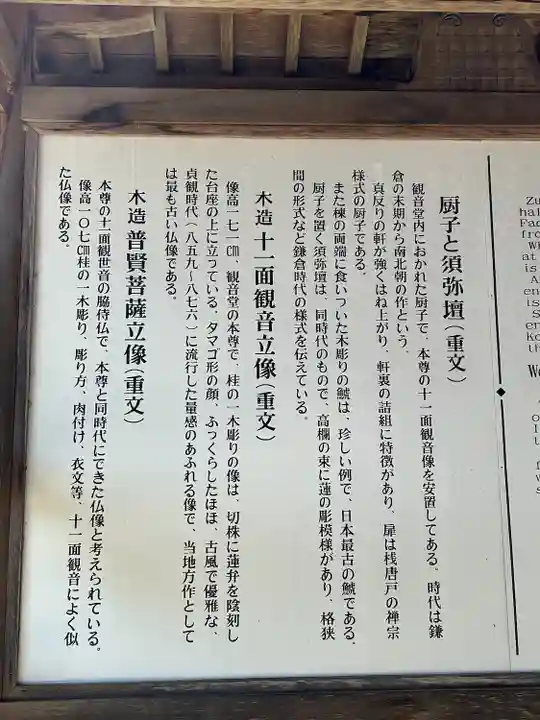 厨子と須弥壇(重文)
観音堂内におかれた厨子で、本尊の十一面観音像を安置してある。時代は鎌
倉の末期から南北朝の作という。
真反りの軒が強くはね上がり、軒裏の詰組に特徴があり、扉は桟唐戸の禅宗
様式の厨子である。
また棟の両端に食いついた木彫りの鯱は、珍しい例で、日本最古の鯱である。
厨子を置く須弥壇は、同時代のもので、高欄の束に蓮の彫模様があり、格狭
間の形式など鎌倉時代の様式を伝えている。
木造 十一面観音立像(重文)
像高一七一㎝、観音堂の本尊で、桂の一木彫りの像は、切株に蓮弁を陰刻し
た台座の上に立っている。タマゴ形の顔、ふっくらしたほほ、古風で優雅な、
貞観時代(八五九〜八七六)に流行した量感のあふれる像で、当地方作として
は最も古い仏像である。
木造 普賢菩薩立像(重文)
本尊の十一面観世音の脇侍仏で、本尊と同時代にできた仏像と考えられている。
像高一〇七㎝桂の一木彫り、彫り方、肉付け、衣文等、十一面観音によく似
た仏像である。
Zu
hal
Pad
from
Wh
at
is
A
en
is
S
er
Ko
th
We